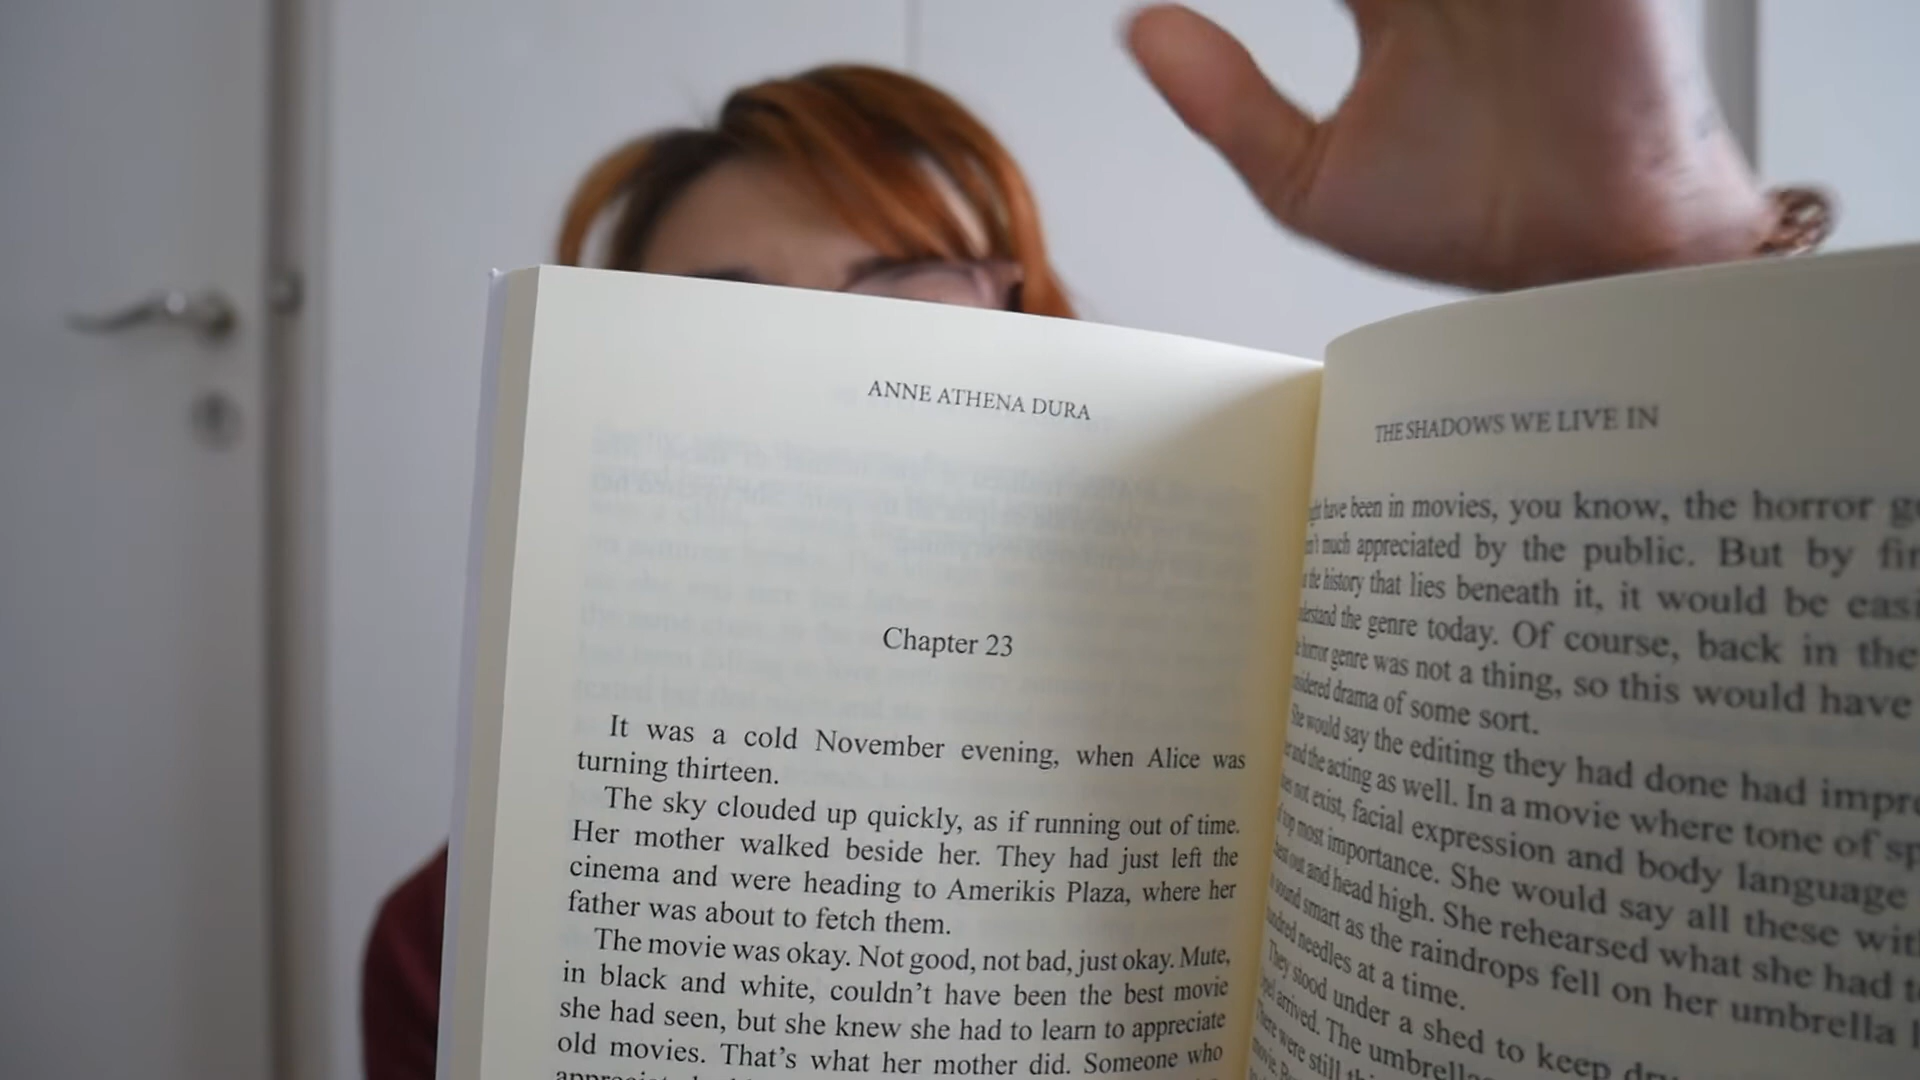 ANNE ATHENA DURA
Chapter 23
It was a cold November evening, when Alice was
turning thirteen.
The sky clouded up quickly, as if running out of time.
Her mother walked beside her. They had just left the
cinema and were heading to Amerikis Plaza, where her
father was about to fetch them.
The movie was okay. Not good, not bad, just okay. Mute,
in black and white, couldn't have been the best movie
she had seen, but she knew she had to learn to appreciate
old movies. That's what her mother did. Someone who
THE SHADOWS WE LIVE IN
have been in movies, you know, the horror
much appreciated by the public. But by
the history that lies beneath it, it would be
the genre today. Of course, back in the
horror genre was not a thing, so this would have
drama of some sort.
She would say the editing they had done had
and the acting as well. In a movie where tone of
not exist, facial expression and body language
most importance. She would say all these
out and head high. She rehearsed what she had
sound smart as the raindrops fell on her umbrella
needles at a time.
They stood under a shed to keep
arrived. The
There were still